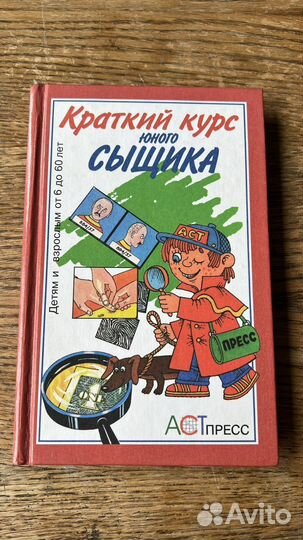 Краткий курс
юного
сыщика
Детям и взрослым от 6 до 60 лет
АСТ
ПРЕСС
АСТ ПРЕСС
Avito